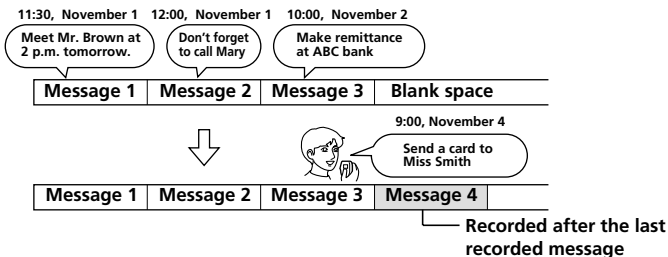 11:30, November 1 12:00, November 1 10:00, November 2
Meet Mr. Brown at
2 p.m. tomorrow.
Don't forget
to call Mary
Make remittance
at ABC bank
Message 1 Message 2 Message 3 Blank space
9:00, November 4
Send a card to
Miss Smith
Message 1 Message 2 Message 3 Message 4
Recorded after the last
recorded message